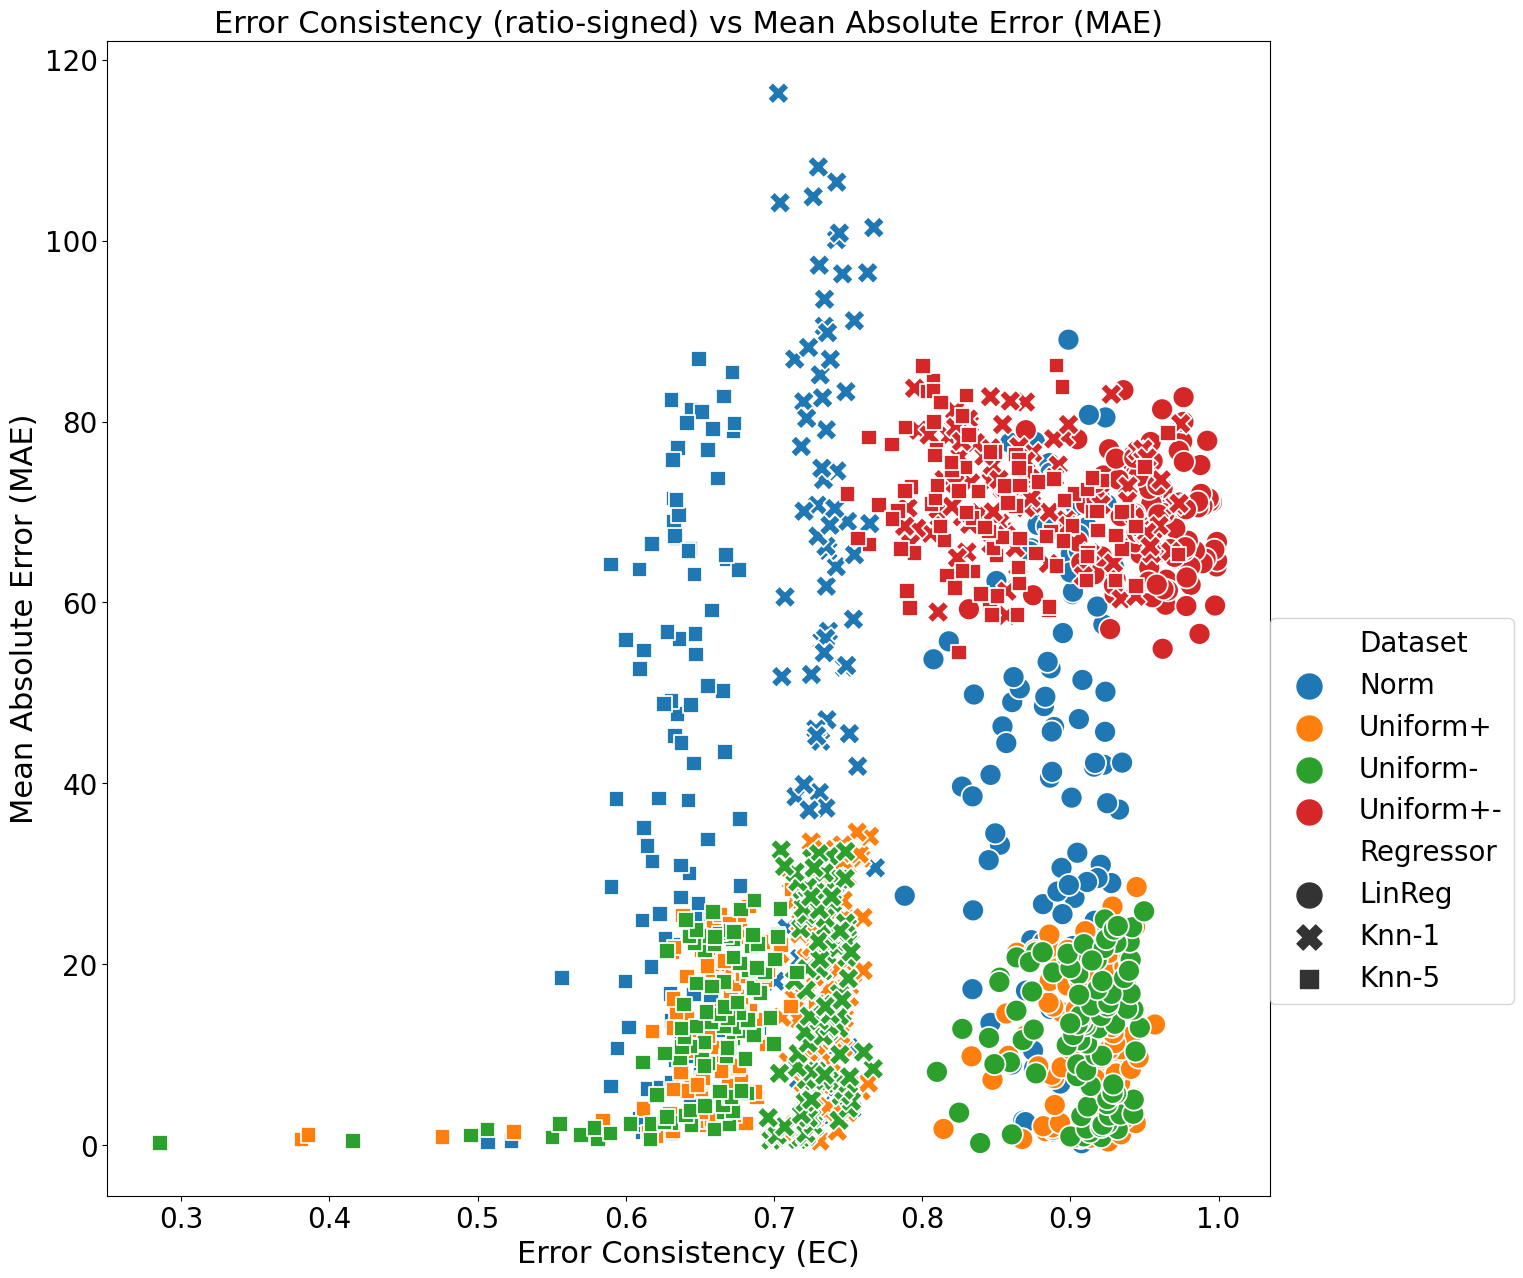 Error Consistency (ratio-signed) vs Mean Absolute Error (MAE)
Mean Absolute Error (MAE)
120
100
80
60
40
20
0
0.3 0.4 0.5 0.6 0.7 0.8 0.9 1.0
Error Consistency (EC)
Dataset
Norm
Uniform+
Uniform-
Uniform+-
Regressor
LinReg
Knn-1
Knn-5